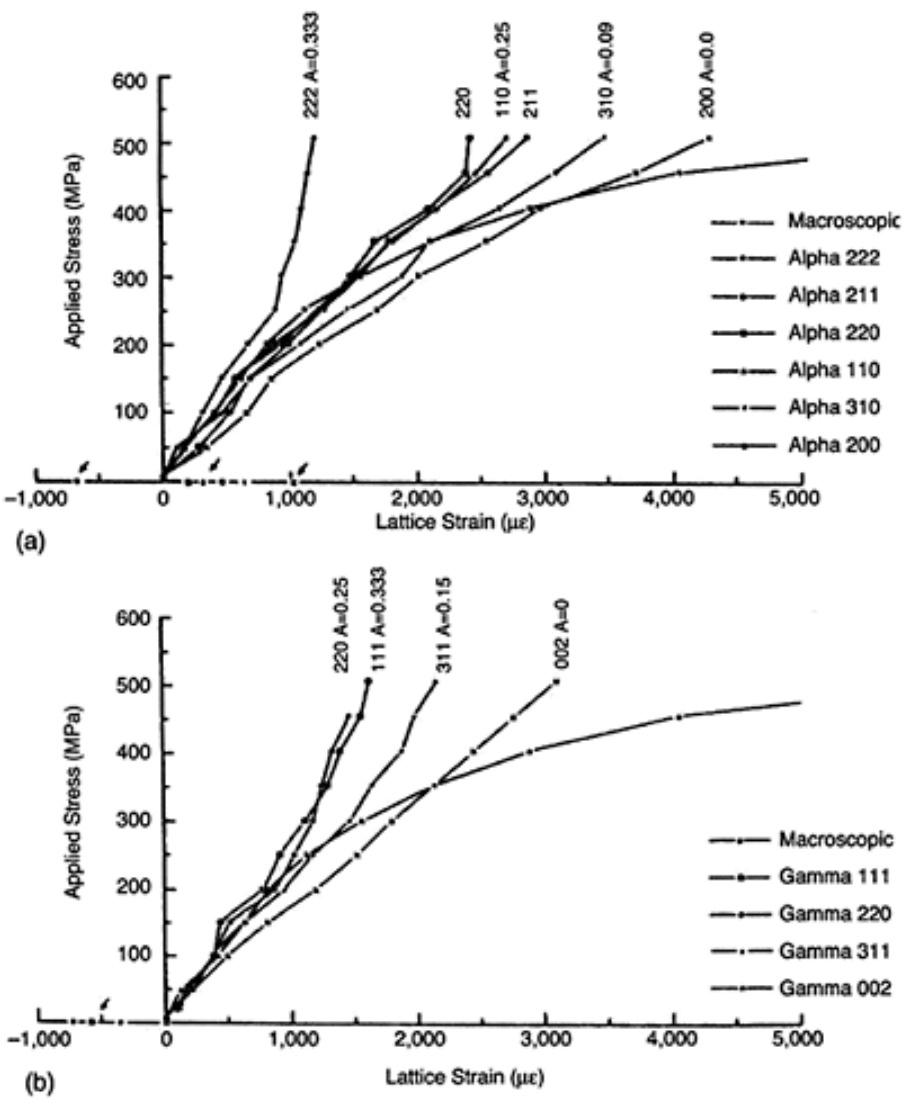 222 A=0.333
220
110 A=0.25
211
310 A=0.09
200 A=0.0
600
500
400
300
200
100
Applied Stress (MPa)
Macroscopic
Alpha 222
Alpha 211
Alpha 220
Alpha 110
Alpha 310
Alpha 200
−1,000
0
1,000
2,000
3,000
4,000
5,000
Lattice Strain (με)
(a)
220 A=0.25
111 A=0.333
311 A=0.15
002 A=0
600
500
400
300
200
100
Applied Stress (MPa)
Macroscopic
Gamma 111
Gamma 220
Gamma 311
Gamma 002
−1,000
0
1,000
2,000
3,000
4,000
5,000
Lattice Strain (με)
(b)